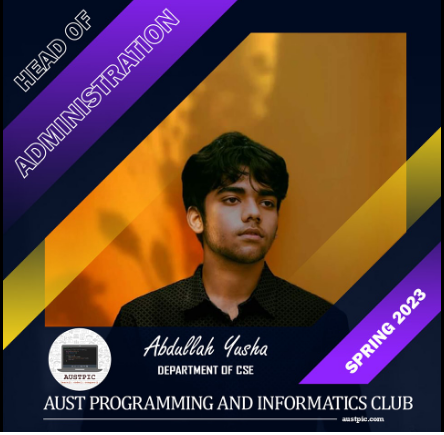 HEAD OF
ADMINISTRATION
SPRING 2023
Abdullah Yusha
DEPARTMENT OF CSE
AUSTPIC
AUST PROGRAMMING AND INFORMATICS CLUB
austpic.com